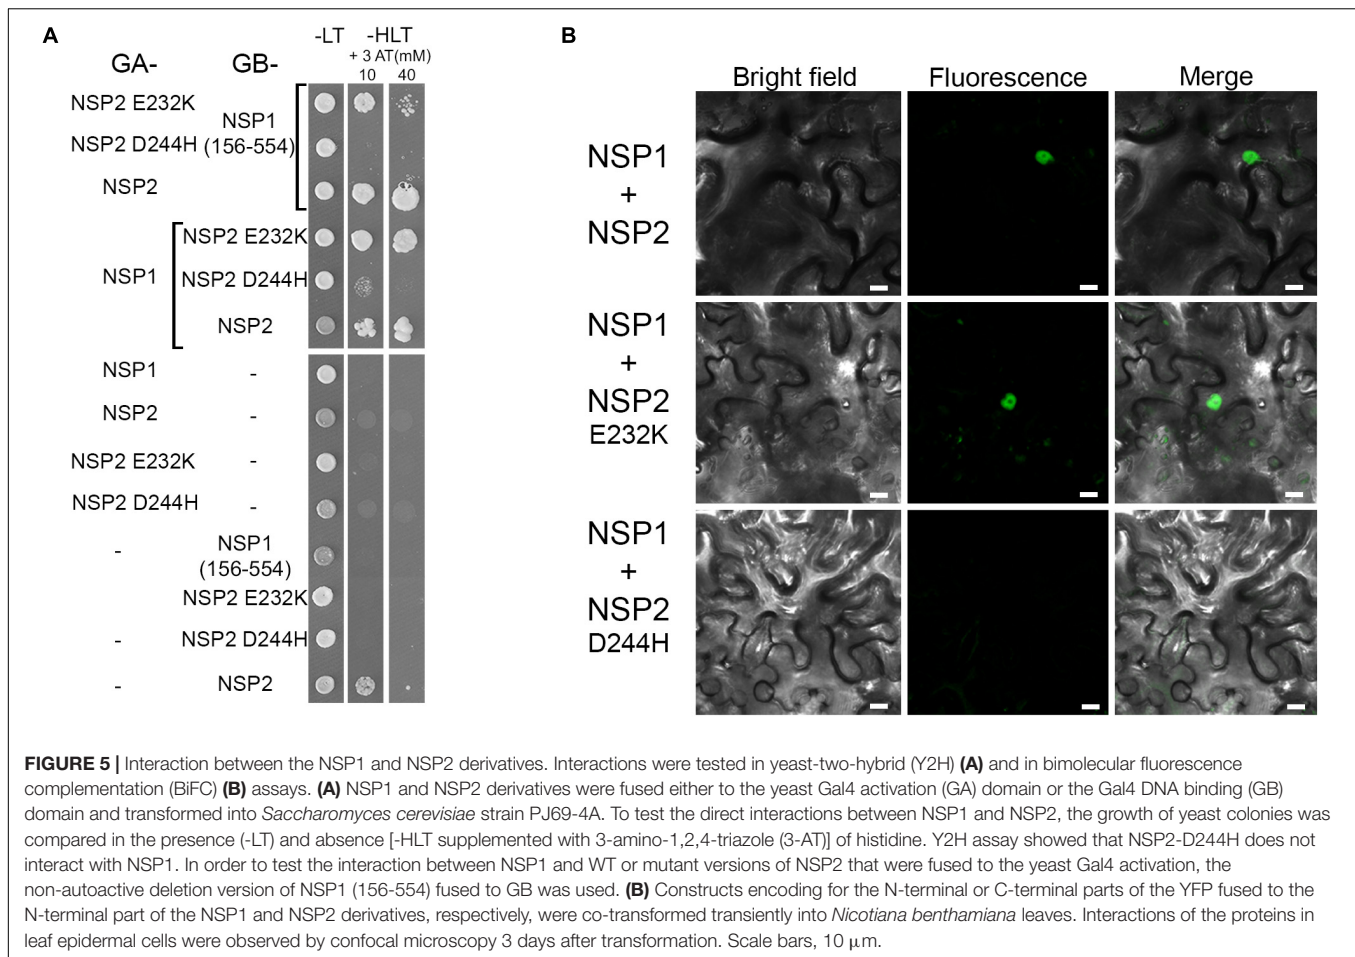 A
-LT -HLT
+ 3 AT(mM)
GA- GB- 10 40
NSP2 E232K
NSP1
NSP2 D244H (156-554)
NSP2
NSP2 E232K
NSP1 NSP2 D244H
NSP2
NSP1 -
NSP2 -
NSP2 E232K -
NSP2 D244H -
- NSP1
(156-554)
NSP2 E232K
- NSP2 D244H
- NSP2
B
Bright field Fluorescence Merge
NSP1
+
NSP2
NSP1
+
NSP2
E232K
NSP1
+
NSP2
D244H
FIGURE 5 | Interaction between the NSP1 and NSP2 derivatives. Interactions were tested in yeast-two-hybrid (Y2H) (A) and in bimolecular fluorescence
complementation (BiFC) (B) assays. (A) NSP1 and NSP2 derivatives were fused either to the yeast Gal4 activation (GA) domain or the Gal4 DNA binding (GB)
domain and transformed into Saccharomyces cerevisiae strain PJ69-4A. To test the direct interactions between NSP1 and NSP2, the growth of yeast colonies was
compared in the presence (-LT) and absence [-HLT supplemented with 3-amino-1,2,4-triazole (3-AT)] of histidine. Y2H assay showed that NSP2-D244H does not
interact with NSP1. In order to test the interaction between NSP1 and WT or mutant versions of NSP2 that were fused to the yeast Gal4 activation, the
non-autoactive deletion version of NSP1 (156-554) fused to GB was used. (B) Constructs encoding for the N-terminal or C-terminal parts of the YFP fused to the
N-terminal part of the NSP1 and NSP2 derivatives, respectively, were co-transformed transiently into Nicotiana benthamiana leaves. Interactions of the proteins in
leaf epidermal cells were observed by confocal microscopy 3 days after transformation. Scale bars, 10 μm.